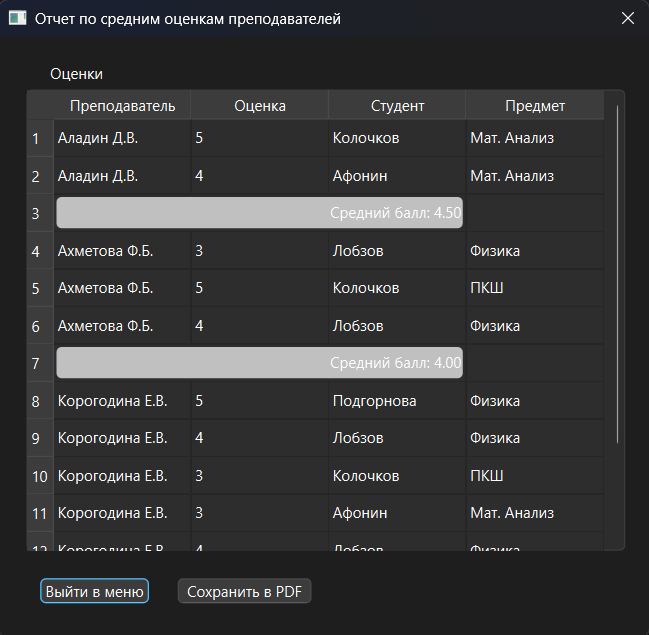 Отчет по средним оценкам преподавателей
Оценки
Преподаватель Оценка Студент Предмет
1 Аладин Д.В. 5 Колочков Мат. Анализ
2 Аладин Д.В. 4 Афонин Мат. Анализ
3 Средний балл: 4.50
4 Ахметова Ф.Б. 3 Лобзов Физика
5 Ахметова Ф.Б. 5 Колочков ПКШ
6 Ахметова Ф.Б. 4 Лобзов Физика
7 Средний балл: 4.00
8 Корогодина Е.В. 5 Подгорнова Физика
9 Корогодина Е.В. 4 Лобзов Физика
10 Корогодина Е.В. 3 Колочков ПКШ
11 Корогодина Е.В. 3 Афонин Мат. Анализ
12 Корогодина Е.В. 4 Лобзов Физика
Выйти в меню Сохранить в PDF